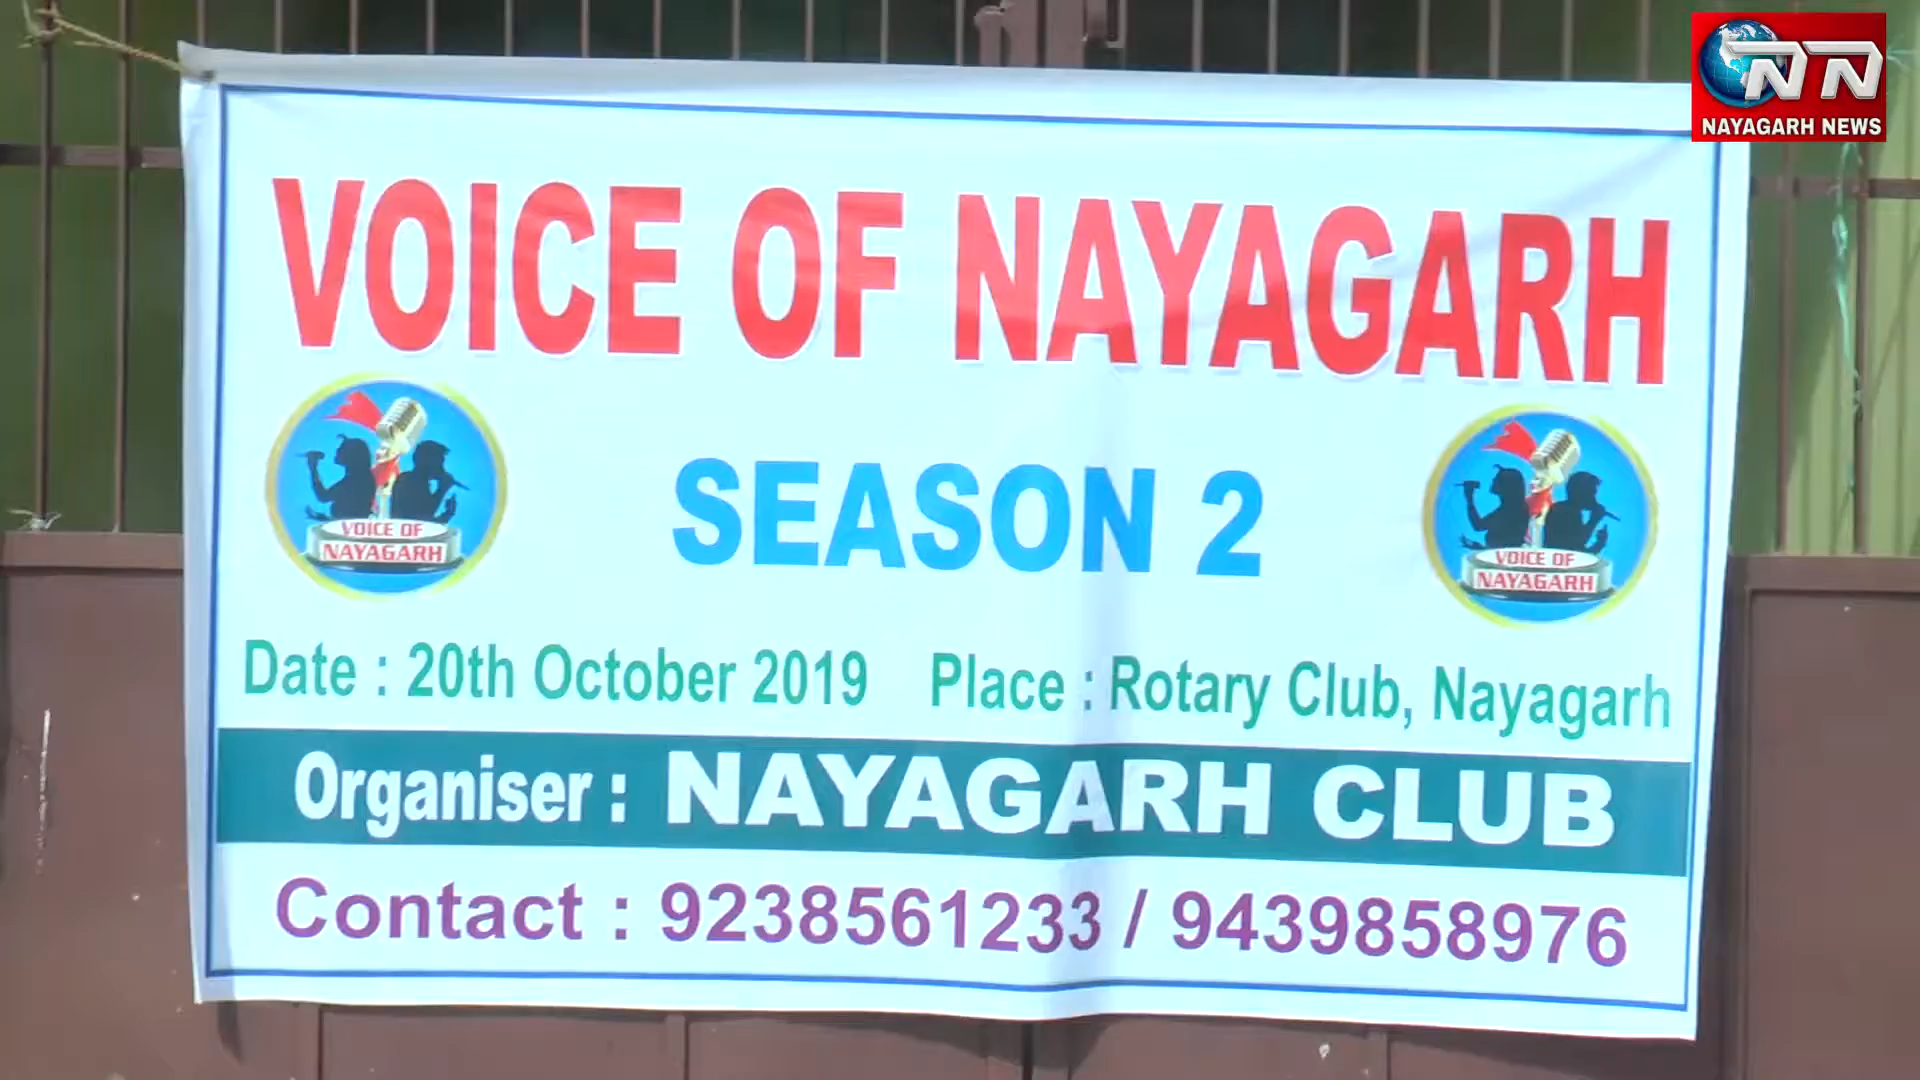 NN
NAYAGARH NEWS
VOICE OF NAYAGARH
SEASON 2
VOICE OF
NAYAGARH
VOICE OF
NAYAGARH
Date : 20th October 2019 Place : Rotary Club, Nayagarh
Organiser : NAYAGARH CLUB
Contact : 9238561233 / 9439858976